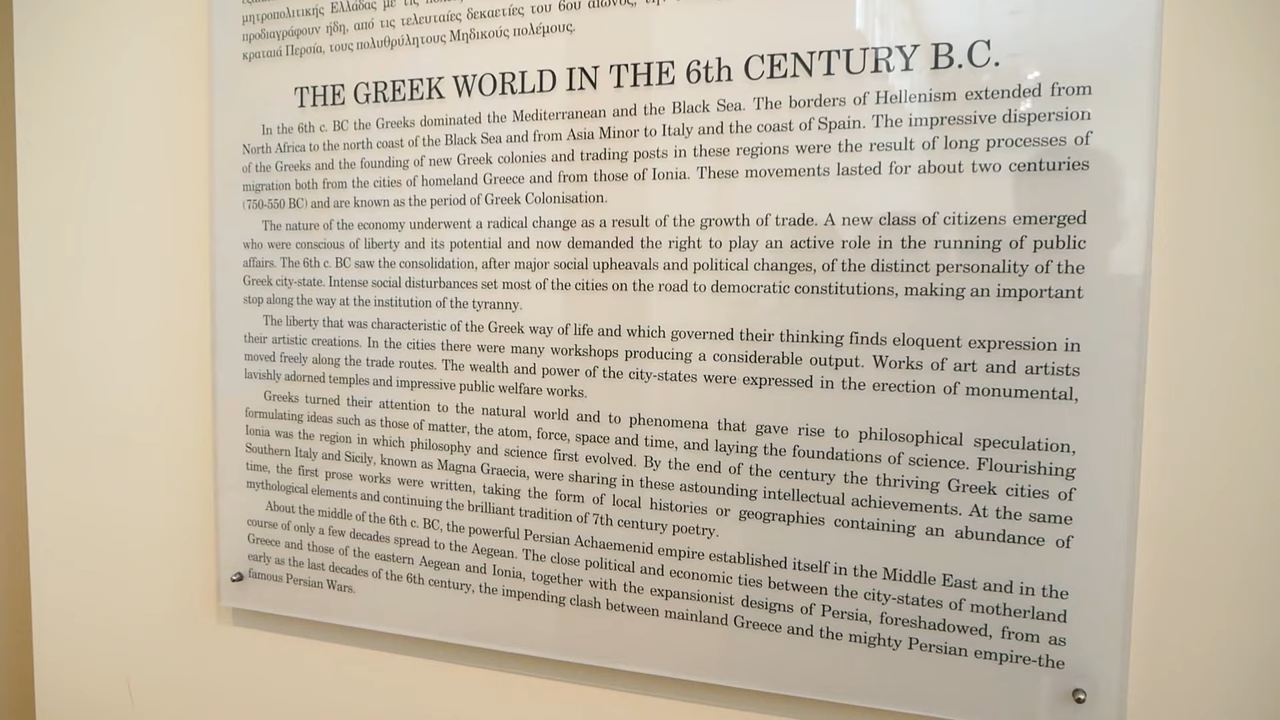 μητροπολιτικής Ελλάδας με τις
προδιαγράφουν ήδη, από τις τελευταίες δεκαετίες του 6ου αιώνος, την
κραταιά Περσία, τους πολυθρύλητους Μηδικούς πολέμους.
THE GREEK WORLD IN THE 6th CENTURY B.C.
In the 6th c. BC the Greeks dominated the Mediterranean and the Black Sea. The borders of Hellenism extended from
North Africa to the north coast of the Black Sea and from Asia Minor to Italy and the coast of Spain. The impressive dispersion
of the Greeks and the founding of new Greek colonies and trading posts in these regions were the result of long processes of
migration both from the cities of homeland Greece and from those of Ionia. These movements lasted for about two centuries
(750-550 BC) and are known as the period of Greek Colonisation.
The nature of the economy underwent a radical change as a result of the growth of trade. A new class of citizens emerged
who were conscious of liberty and its potential and now demanded the right to play an active role in the running of public
affairs. The 6th c. BC saw the consolidation, after major social upheavals and political changes, of the distinct personality of the
Greek city-state. Intense social disturbances set most of the cities on the road to democratic constitutions, making an important
stop along the way at the institution of the tyranny.
The liberty that was characteristic of the Greek way of life and which governed their thinking finds eloquent expression in
their artistic creations. In the cities there were many workshops producing a considerable output. Works of art and artists
moved freely along the trade routes. The wealth and power of the city-states were expressed in the erection of monumental,
lavishly adorned temples and impressive public welfare works.
Greeks turned their attention to the natural world and to phenomena that gave rise to philosophical speculation,
formulating ideas such as those of matter, the atom, force, space and time, and laying the foundations of science. Flourishing
Ionia was the region in which philosophy and science first evolved. By the end of the century the thriving Greek cities of
Southern Italy and Sicily, known as Magna Graecia, were sharing in these astounding intellectual achievements. At the same
time, the first prose works were written, taking the form of local histories or geographies containing an abundance of
mythological elements and continuing the brilliant tradition of 7th century poetry.
About the middle of the 6th c. BC, the powerful Persian Achaemenid empire established itself in the Middle East and in the
course of only a few decades spread to the Aegean. The close political and economic ties between the city-states of motherland
Greece and those of the eastern Aegean and Ionia, together with the expansionist designs of Persia, foreshadowed, from as
early as the last decades of the 6th century, the impending clash between mainland Greece and the mighty Persian empire-the
famous Persian Wars.